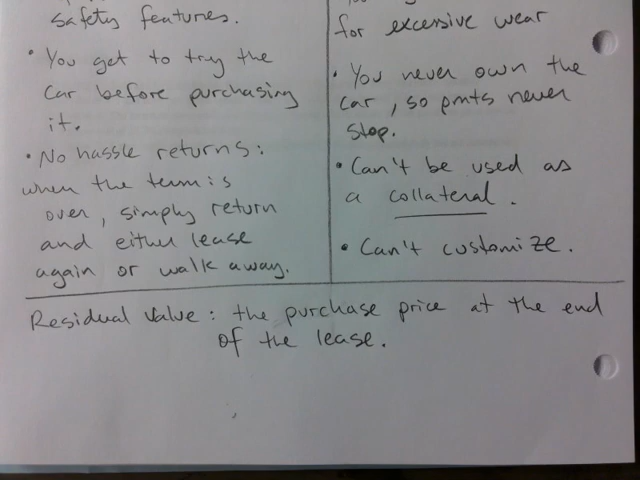 safety features.
• You get to try the
car before purchasing
it.
• No hassle returns:
when the term is
over, simply return
and either lease
again or walk away.
for excessive wear
• You never own the
car, so pmts never
stop.
• Can't be used as
a collateral.
• Can't customize.
Residual Value: the purchase price at the end
of the lease.